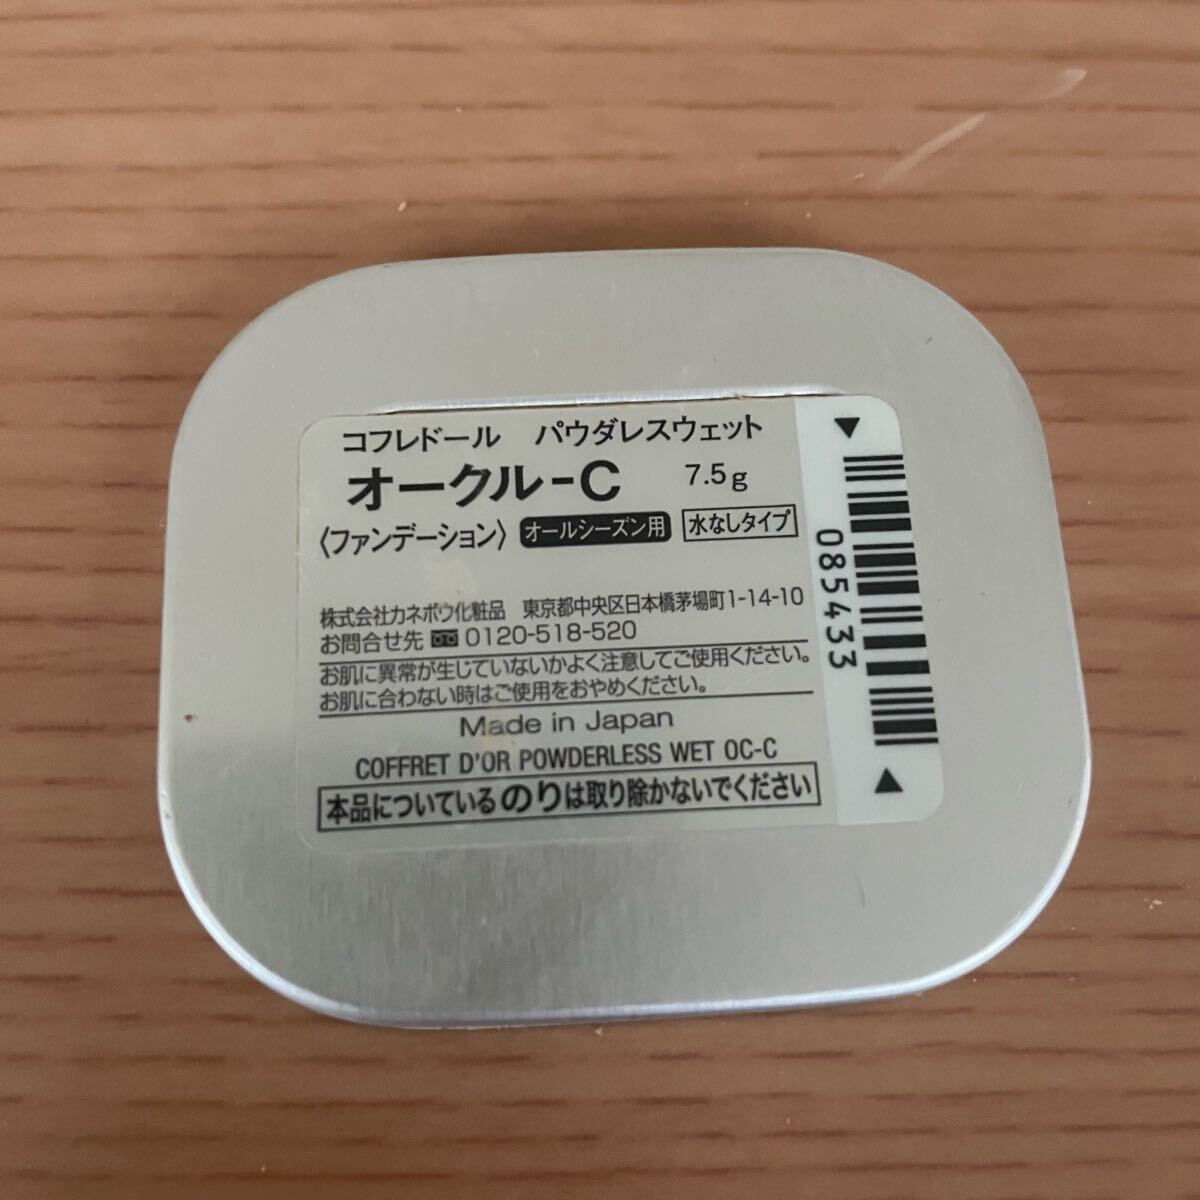 コフレドール パウダレスウェット
オークル-C 7.5g
〈ファンデーション〉 オールシーズン用 水なしタイプ
株式会社カネボウ化粧品 東京都中央区日本橋茅場町1-14-10
お問合せ先 0120-518-520
お肌に異常が生じていないかよく注意してご使用ください。
お肌に合わない時はご使用をおやめください。
Made in Japan
COFFRET D'OR POWDERLESS WET OC-C
本品についているのりは取り除かないでください
085433